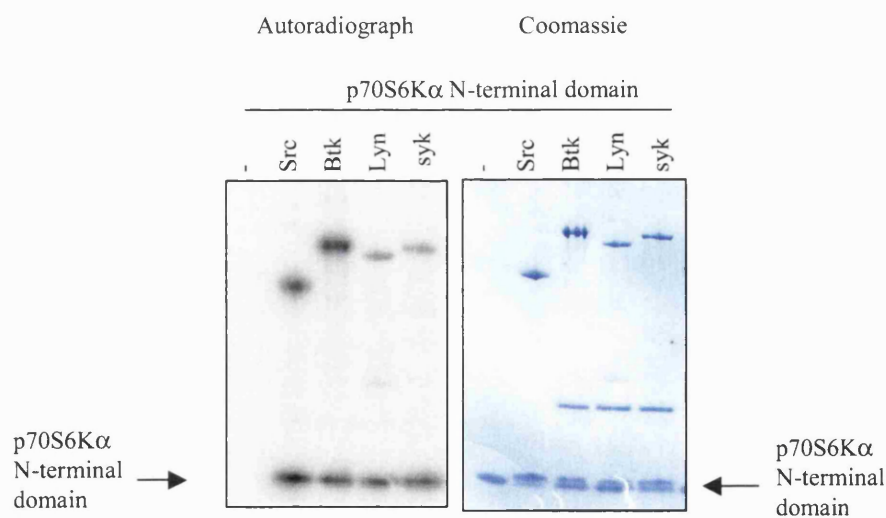 Autoradiograph Coomassie
p70S6Kα N-terminal domain
- Src Btk Lyn syk - Src Btk Lyn syk
p70S6Kα
N-terminal
domain
p70S6Kα
N-terminal
domain